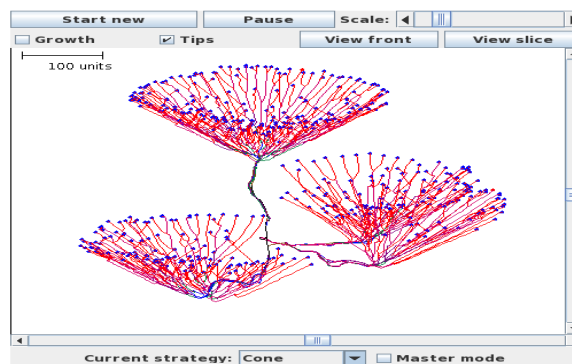 Start new Pause Scale:
Growth Tips View front View slice
100 units
Current strategy: Cone Master mode